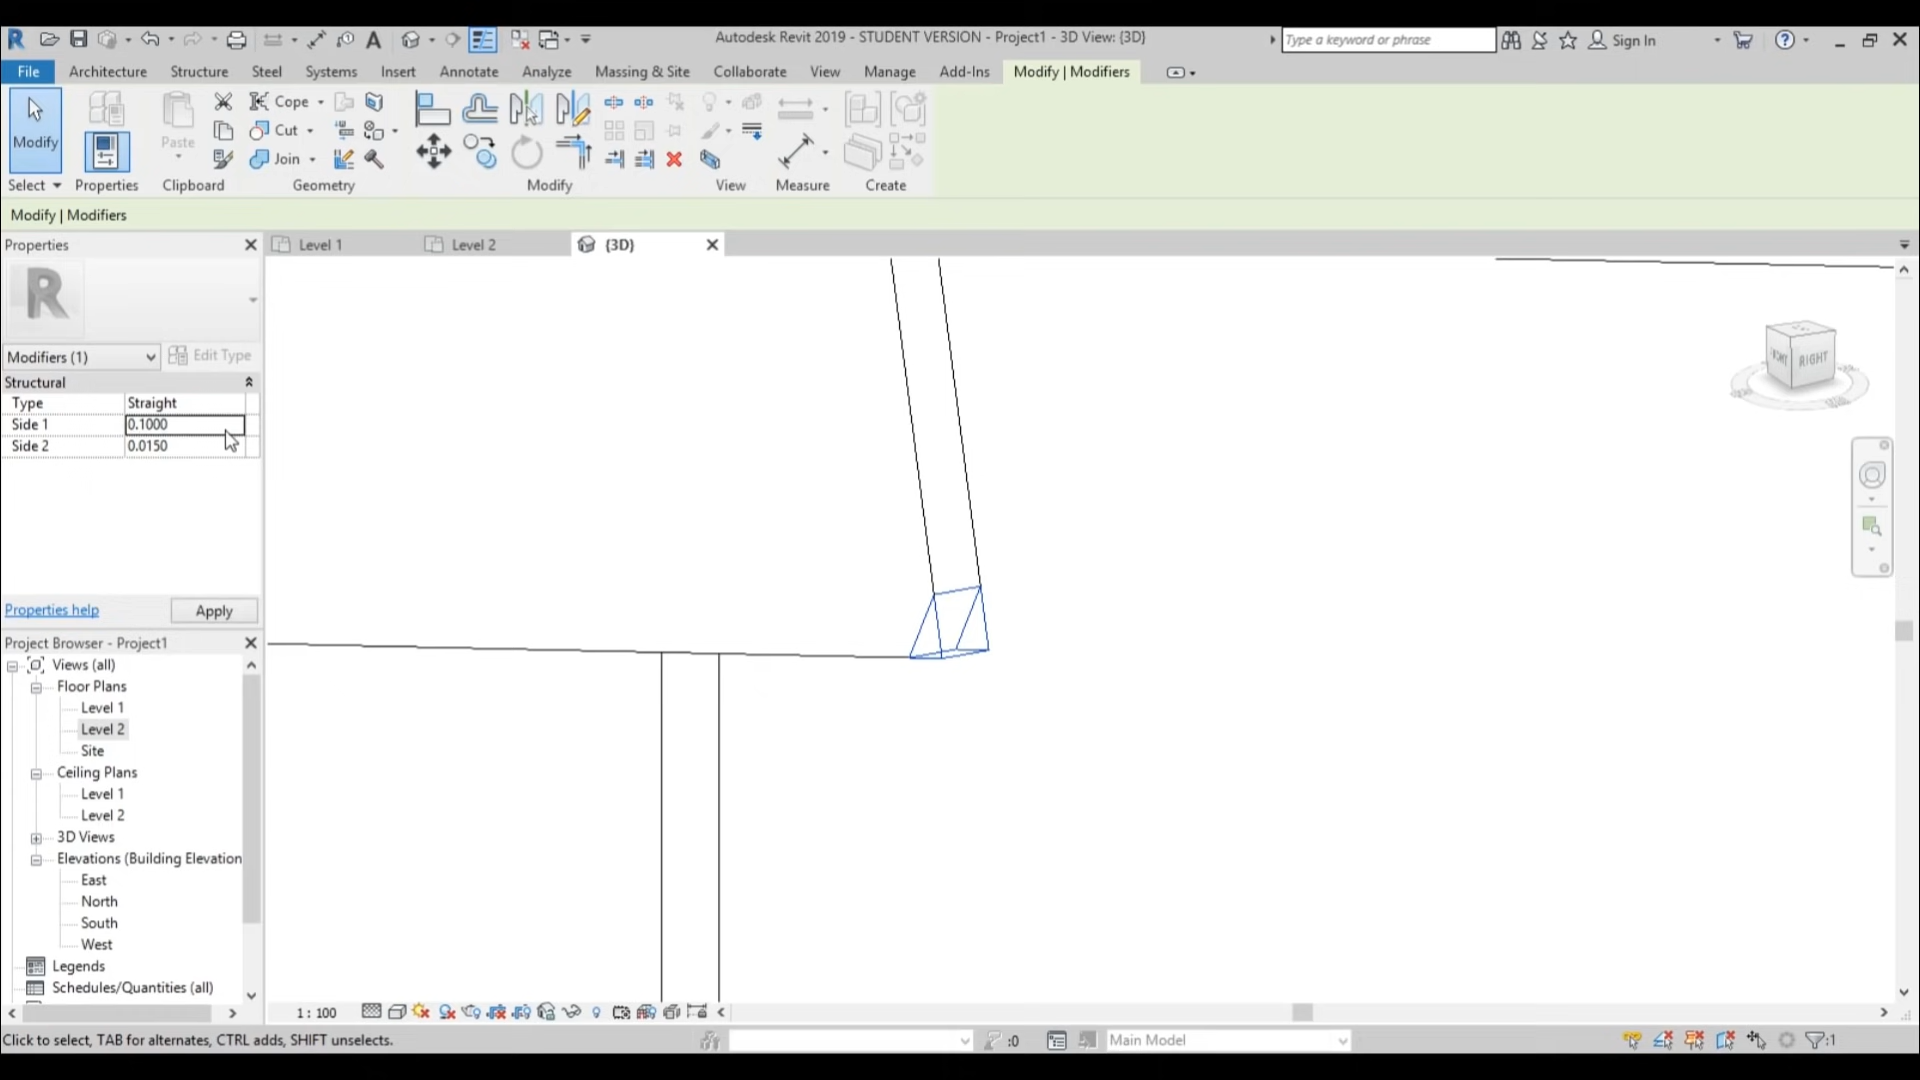 Autodesk Revit 2019 - STUDENT VERSION - Project1 - 3D View: {3D}
Type a keyword or phrase
Sign In
File Architecture Structure Steel Systems Insert Annotate Analyze Massing & Site Collaborate View Manage Add-Ins Modify | Modifiers
Modify
Paste
Cope
Cut
Join
Select Properties Clipboard Geometry Modify View Measure Create
Modify | Modifiers
Properties
Level 1 Level 2 {3D}
R
Modifiers (1) Edit Type
Structural
Type Straight
Side 1 0.1000
Side 2 0.0150
RIGHT
Properties help Apply
Project Browser - Project1
Views (all)
Floor Plans
Level 1
Level 2
Site
Ceiling Plans
Level 1
Level 2
3D Views
Elevations (Building Elevation
East
North
South
West
Legends
Schedules/Quantities (all)
1 : 100
Click to select, TAB for alternates, CTRL adds, SHIFT unselects.
:0
Main Model
:1